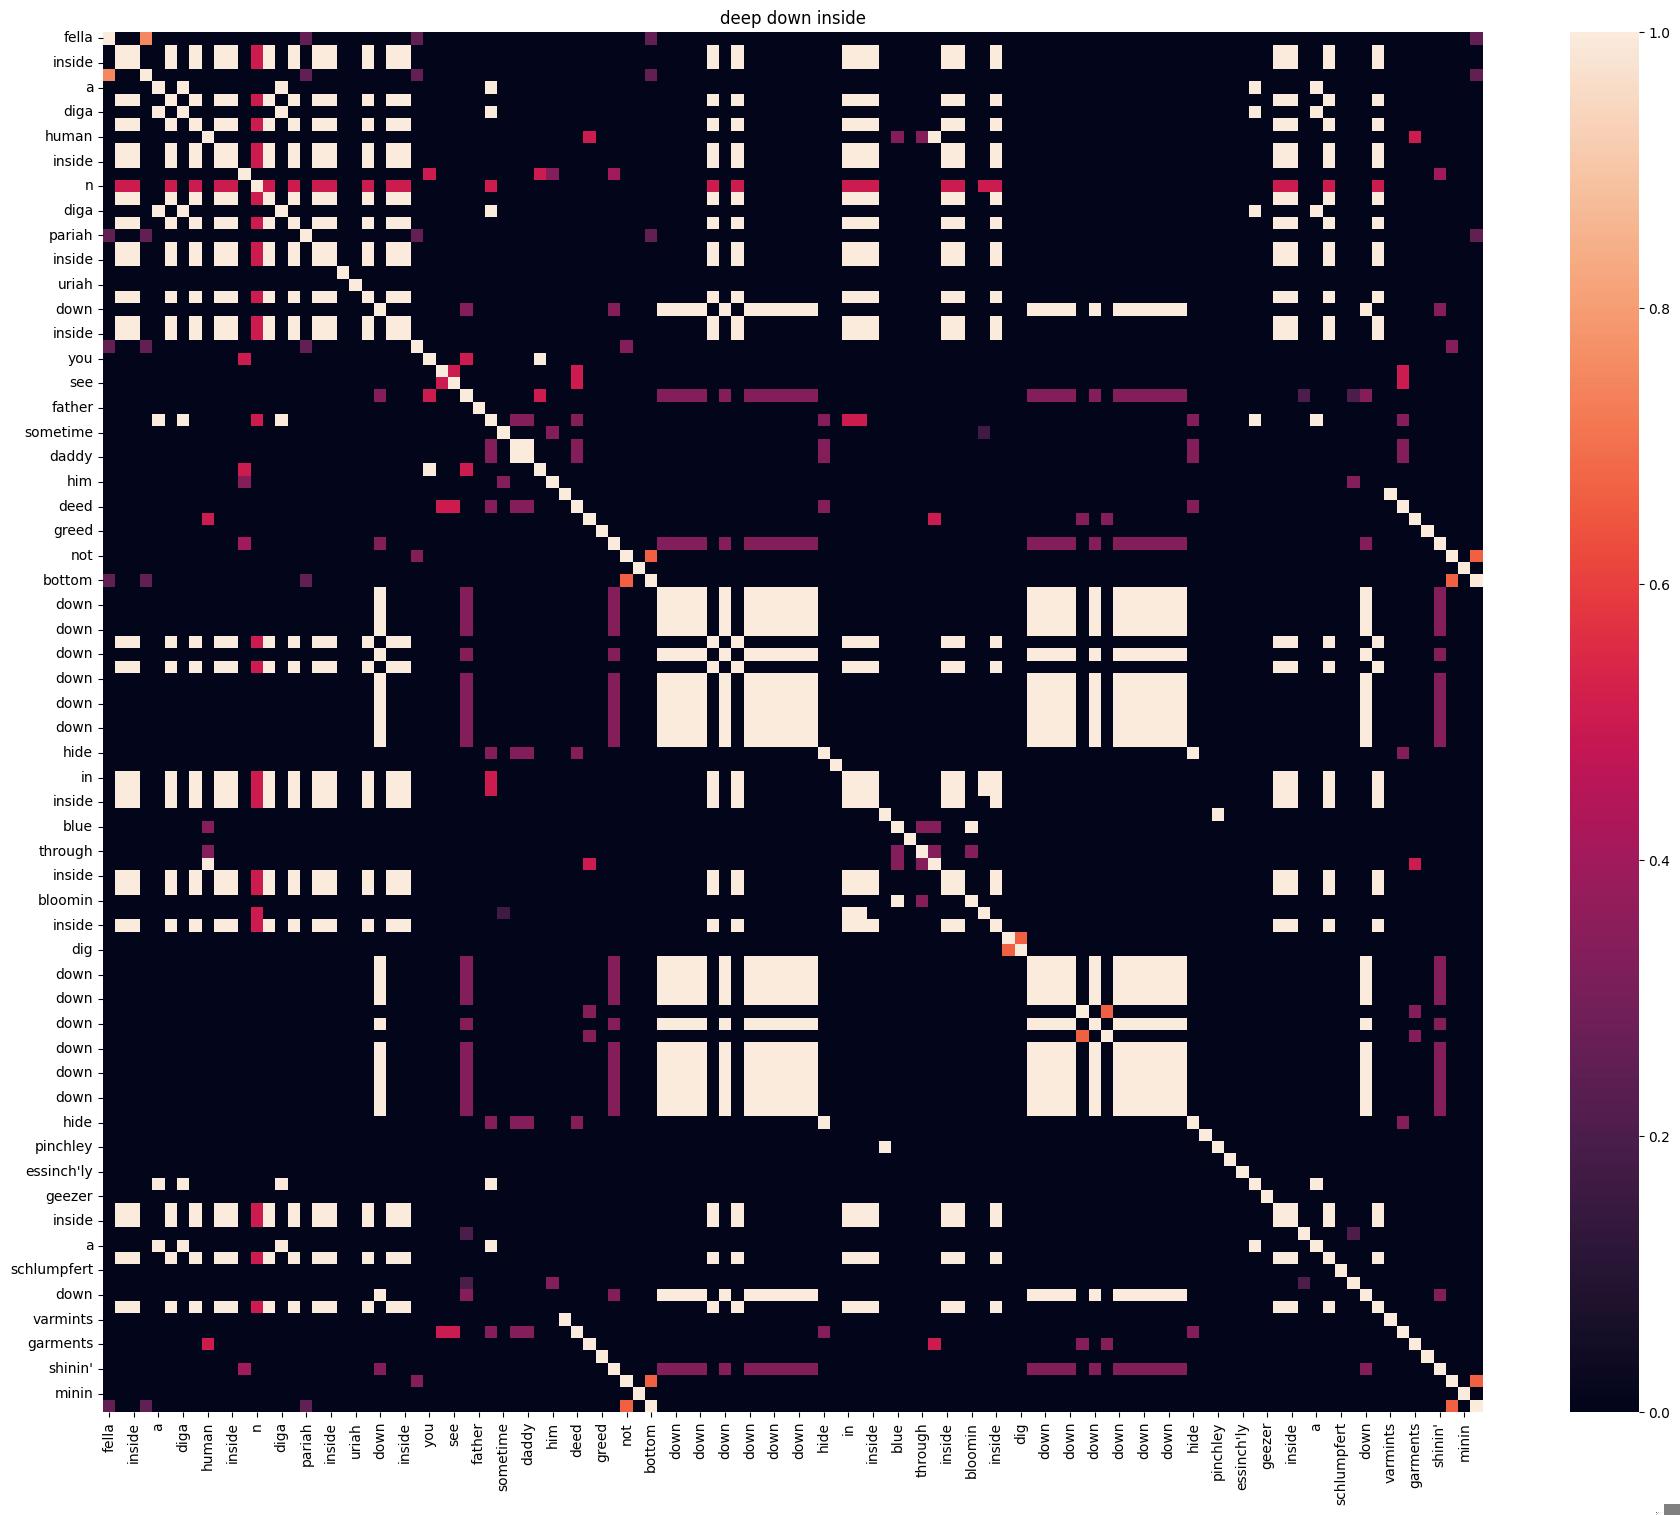 deep down inside
fella
inside
a
diga
human
inside
n
diga
pariah
inside
uriah
down
inside
you
see
father
sometime
daddy
him
deed
greed
not
bottom
down
down
down
down
down
down
hide
in
inside
blue
through
inside
bloomin
inside
dig
down
down
down
down
down
down
hide
pinchley
essinch'ly
geezer
inside
a
schlumpfert
down
varmints
garments
shinin'
minin
1.0
0.8
0.6
0.4
0.2
0.0
fella
inside
a
diga
human
inside
n
diga
pariah
inside
uriah
down
inside
you
see
father
sometime
daddy
him
deed
greed
not
bottom
down
down
down
down
down
down
hide
in
inside
blue
through
bloomin
inside
dig
down
down
down
down
down
down
hide
pinchley
essinch'ly
geezer
inside
a
schlumpfert
down
varmints
garments
shinin'
minin